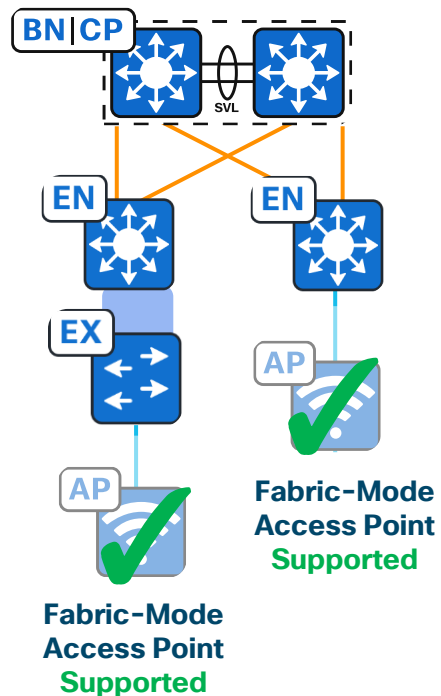 BN|CP
SVL
EN
EN
EX
AP
AP
Fabric-Mode
Access Point
Supported
Fabric-Mode
Access Point
Supported